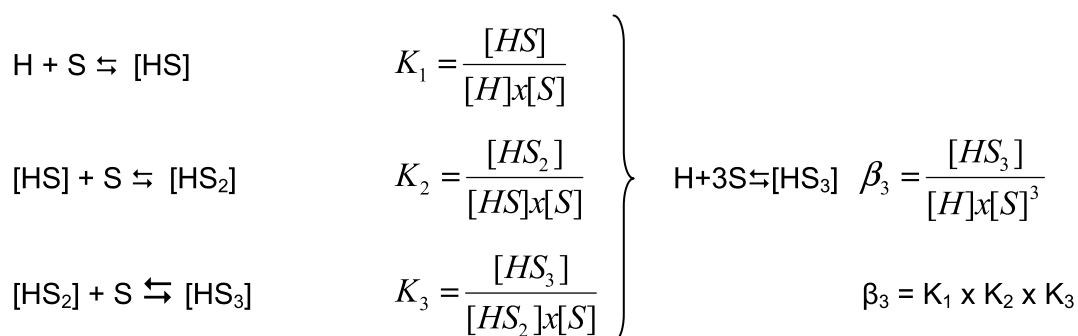 H + S ⇆ [HS] K₁ = [HS] / [H]x[S]
[HS] + S ⇆ [HS₂] K₂ = [HS₂] / [HS]x[S] H+3S⇆[HS₃] β₃ = [HS₃] / [H]x[S]³
[HS₂] + S ⇆ [HS₃] K₃ = [HS₃] / [HS₂]x[S] β₃ = K₁ x K₂ x K₃